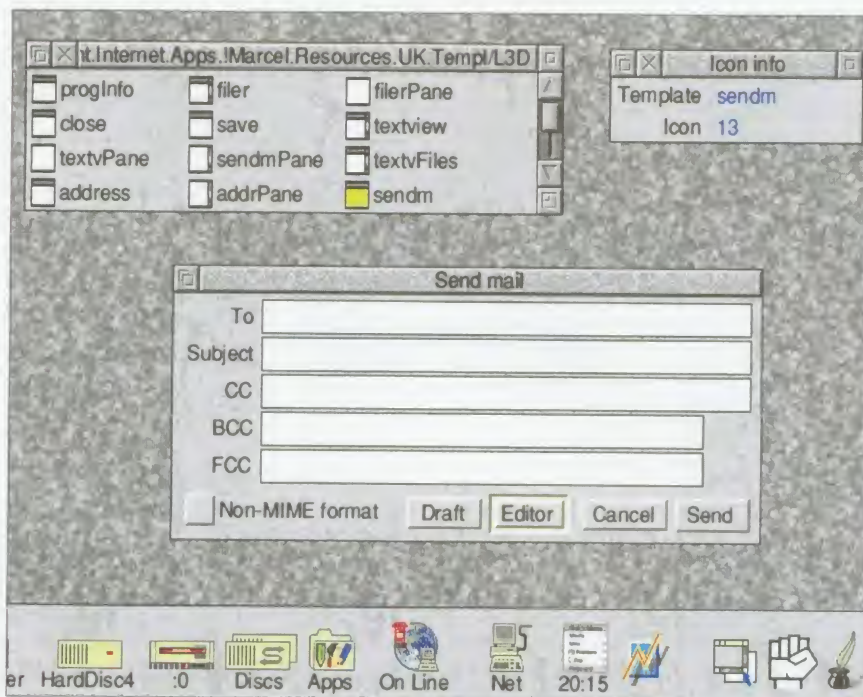 nt.Internet.Apps.!Marcel.Resources.UK.Templ/L3D
progInfo filer filerPane
close save textview
textvPane sendmPane textvFiles
address addrPane sendm
Icon info
Template sendm
Icon 13
Send mail
To
Subject
CC
BCC
FCC
Non-MIME format Draft Editor Cancel Send
er HardDisc4 :0 Discs Apps On Line Net 20:15